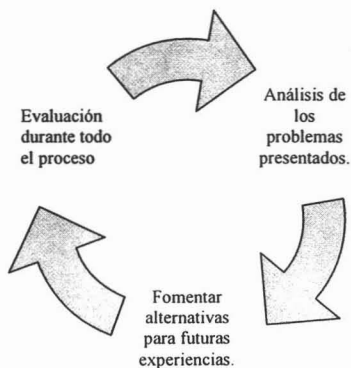 Evaluación
durante todo
el proceso
Análisis de
los
problemas
presentados.
Fomentar
alternativas
para futuras
experiencias.